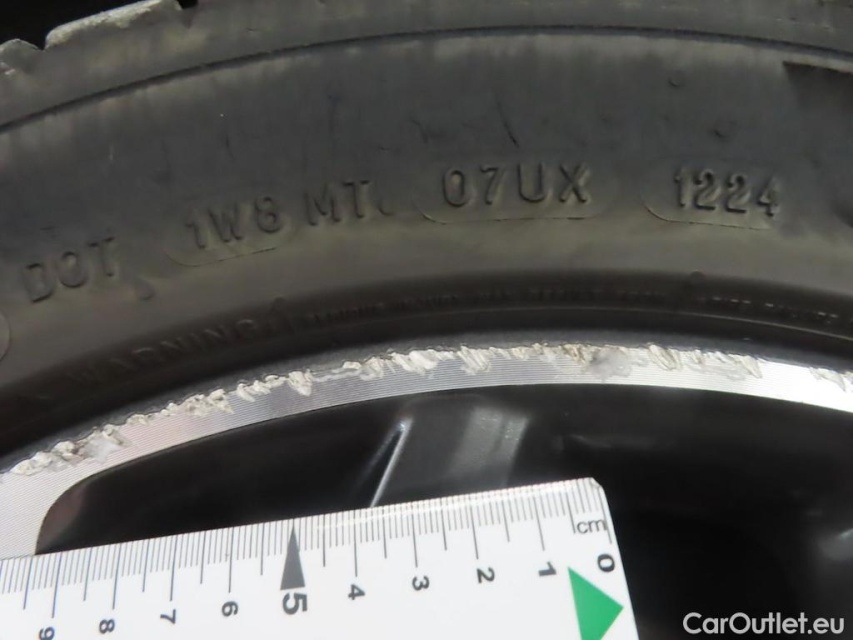 DOT 1W8 MT 07UX 1224
WARNING
cm
9 8 7 6 5 4 3 2 1 0
CarOutlet.eu